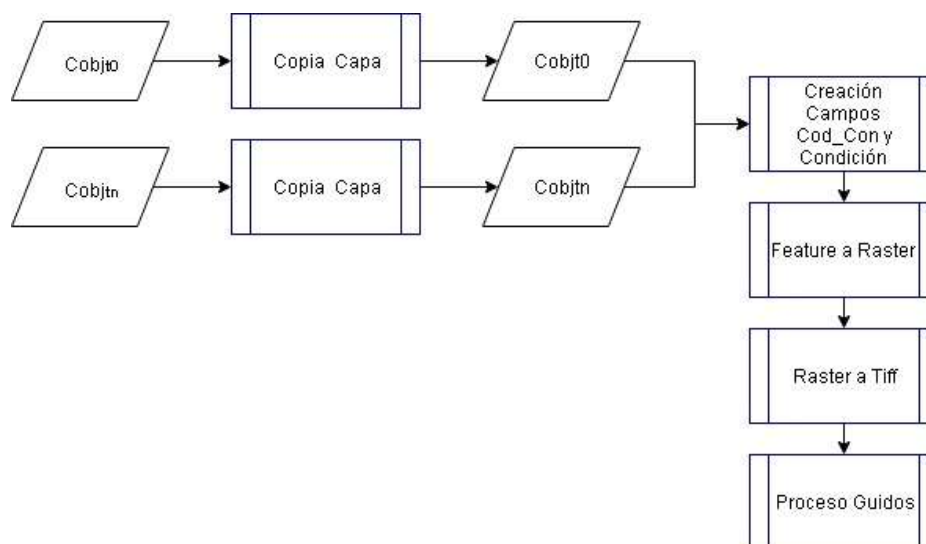 Cobjt0
Copia Capa
Cobjt0
Creación
Campos
Cod_Con y
Condición
Cobjtn
Copia Capa
Cobjtn
Feature a Raster
Raster a Tiff
Proceso Guidos